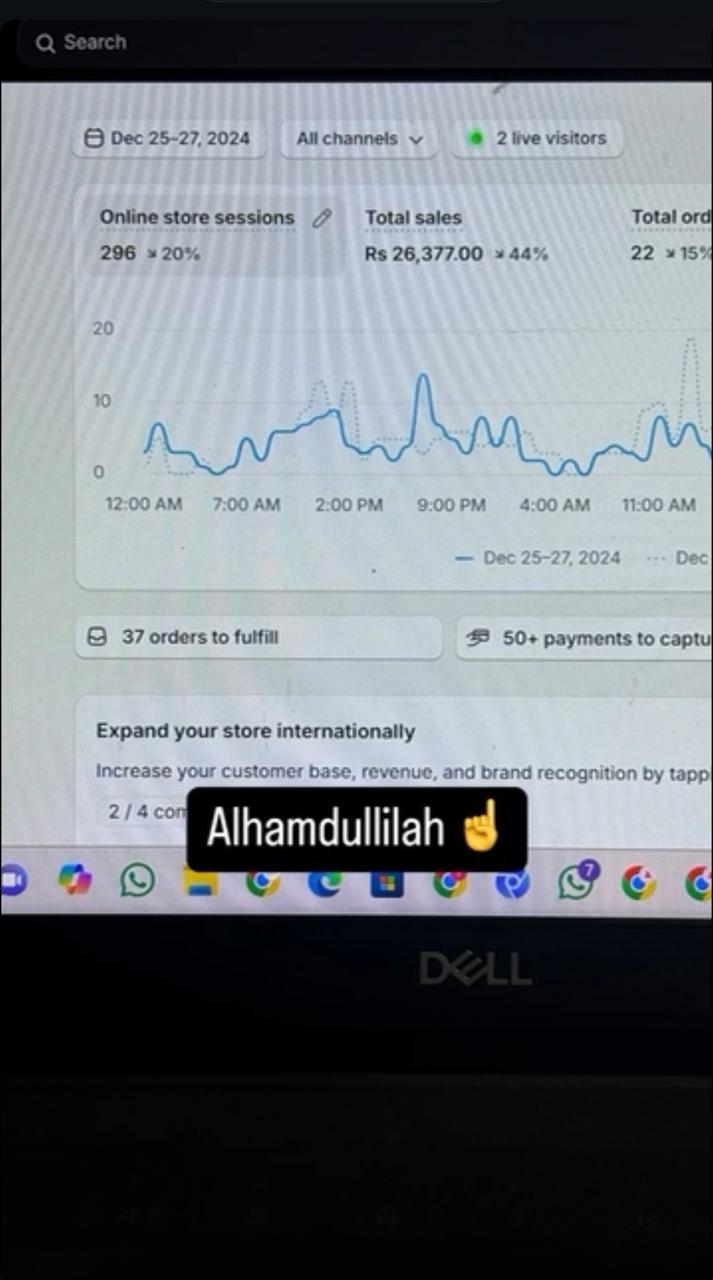 Search
Dec 25–27, 2024 All channels 2 live visitors
Online store sessions Total sales Total ord
296 20% Rs 26,377.00 44% 22 15%
20
10
0
12:00 AM 7:00 AM 2:00 PM 9:00 PM 4:00 AM 11:00 AM
Dec 25–27, 2024 Dec
37 orders to fulfill 50+ payments to captu
Expand your store internationally
Increase your customer base, revenue, and brand recognition by tapp
2 / 4 com
Alhamdullilah ☝️
7
DELL